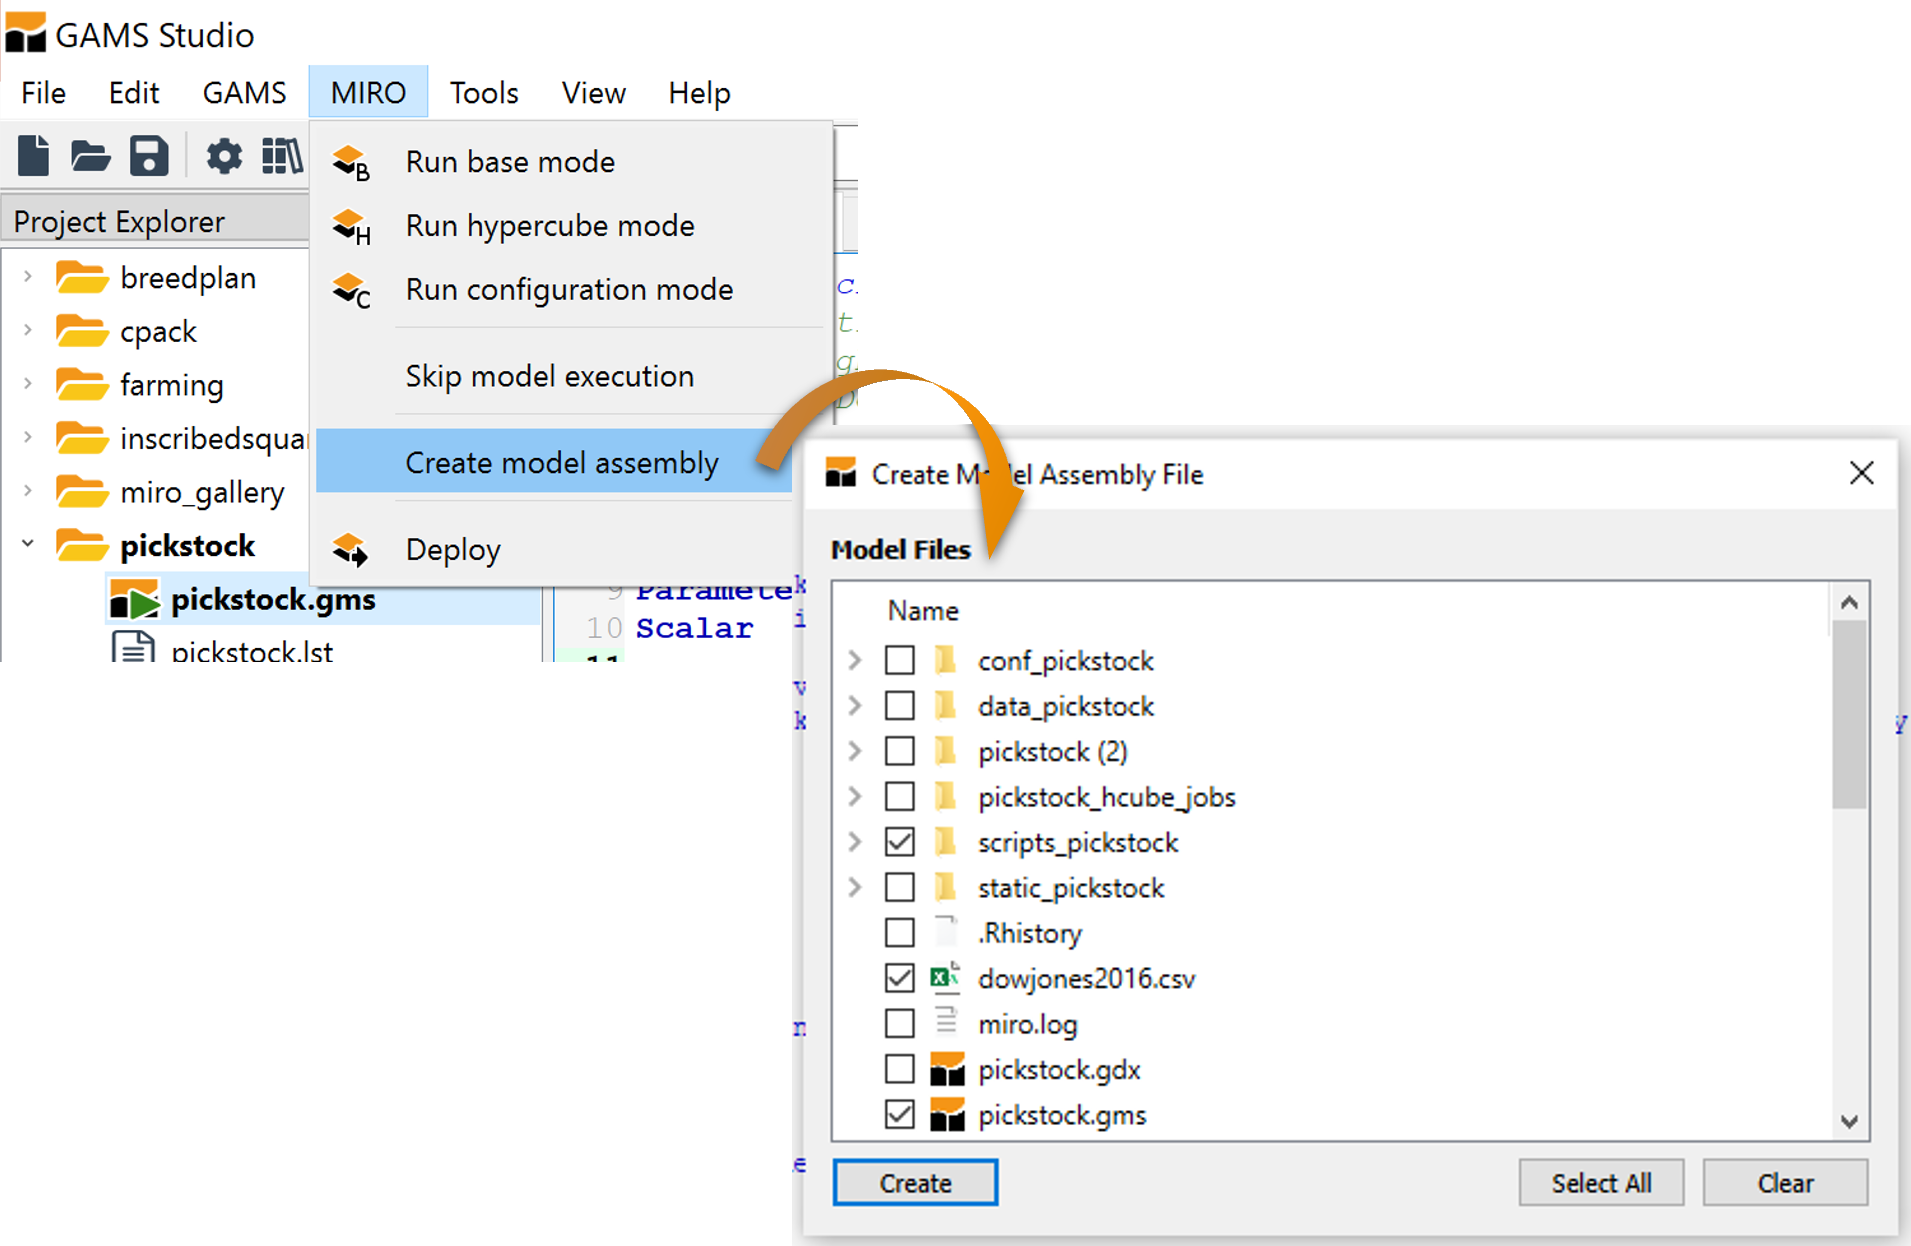 GAMS Studio
File Edit GAMS MIRO Tools View Help
Run base mode
Run hypercube mode
Run configuration mode
Skip model execution
Create model assembly
Deploy
Project Explorer
breedplan
cpack
farming
inscribedsqua
miro_gallery
pickstock
pickstock.gms
pickstock.lst
9 Paramete
10 Scalar
11
Create M el Assembly File
Model Files
Name
conf_pickstock
data_pickstock
pickstock (2)
pickstock_hcube_jobs
scripts_pickstock
static_pickstock
.Rhistory
dowjones2016.csv
miro.log
pickstock.gdx
pickstock.gms
Create Select All Clear